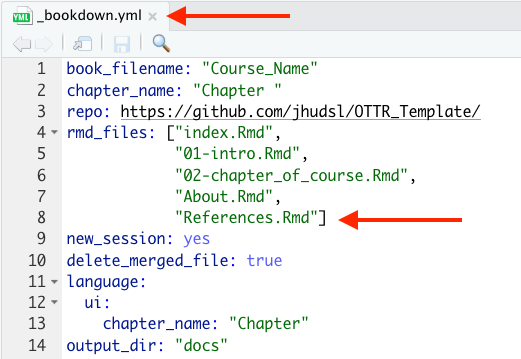 YML _bookdown.yml ×
1 book_filename: "Course_Name"
2 chapter_name: "Chapter "
3 repo: https://github.com/jhudsl/OTTR_Template/
4 rmd_files: ["index.Rmd",
5 "01-intro.Rmd",
6 "02-chapter_of_course.Rmd",
7 "About.Rmd",
8 "References.Rmd"]
9 new_session: yes
10 delete_merged_file: true
11 language:
12 ui:
13 chapter_name: "Chapter"
14 output_dir: "docs"